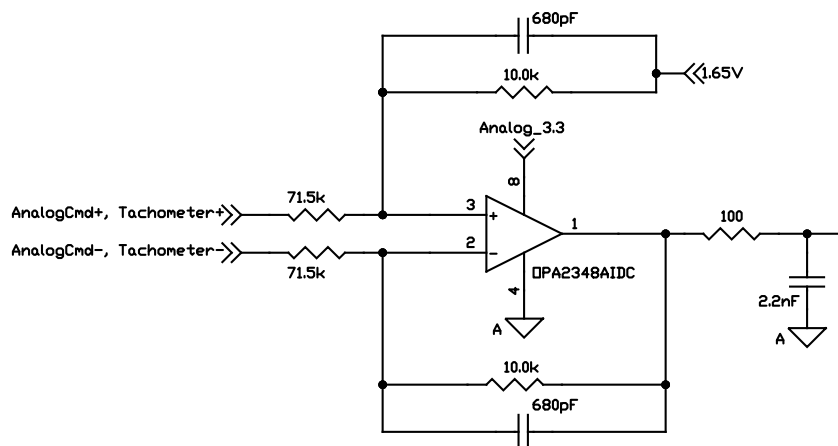 680pF
10.0k
1.65V
Analog_3.3
8
AnalogCmd+, Tachometer+
71.5k
3
+
1
100
AnalogCmd-, Tachometer-
71.5k
2
-
OPA2348AIDC
4
A
2.2nF
A
10.0k
680pF